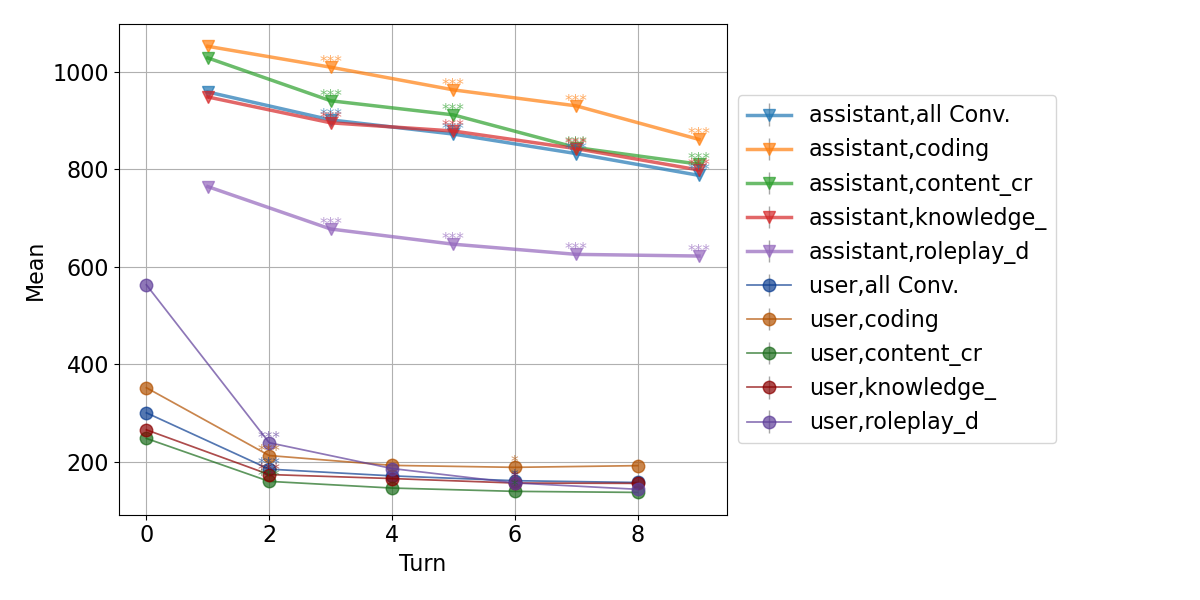 1000
800
600
400
200
0 2 4 6 8
Mean
Turn
assistant,all Conv.
assistant,coding
assistant,content_cr
assistant,knowledge_
assistant,roleplay_d
user,all Conv.
user,coding
user,content_cr
user,knowledge_
user,roleplay_d